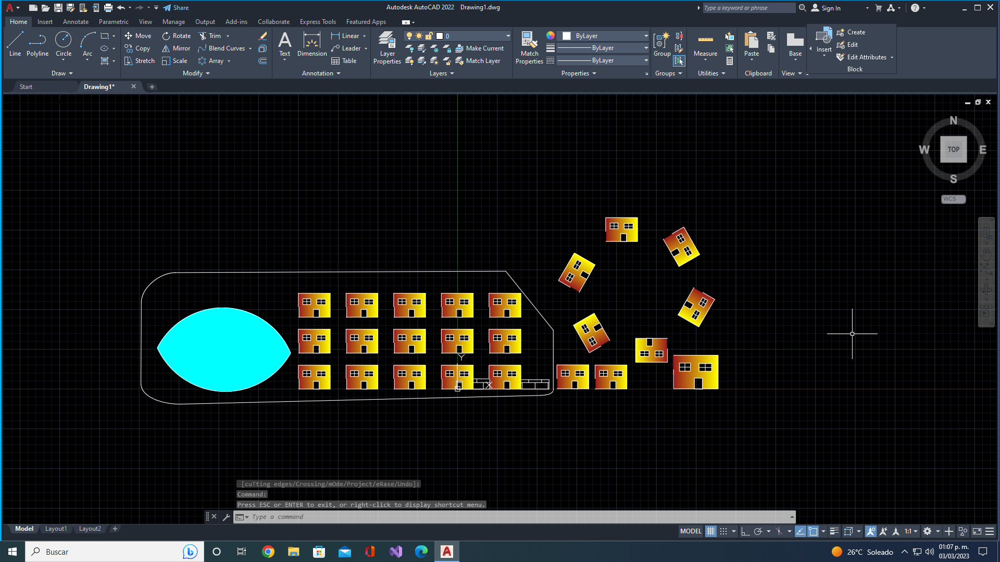 Share
Autodesk AutoCAD 2022 Drawing1.dwg
Type a keyword or phrase
Sign In
Home Insert Annotate Parametric View Manage Output Add-ins Collaborate Express Tools Featured Apps
Line Polyline Circle Arc
Move Rotate Trim
Copy Mirror Blend Curves
Stretch Scale Array
Text Dimension
Linear
Leader
Table
Layer Properties
0
Make Current
Match Layer
Match Properties
ByLayer
ByLayer
ByLayer
Group
Measure
Paste
Base
Insert
Create
Edit
Edit Attributes
Block
Draw Modify Annotation Layers Properties Groups Utilities Clipboard View
Start Drawing1*
N
W TOP E
S
WCS
2D
Y
[cuTting edges/Crossing/mOde/Project/eRase/Undo]:
Command:
Press ESC or ENTER to exit, or right-click to display shortcut menu.
Type a command
Model Layout1 Layout2
MODEL 1:1
Buscar
26°C Soleado
01:07 p. m.
03/03/2023